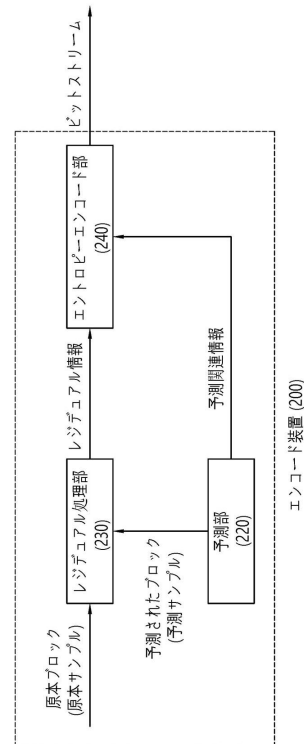 原本ブロック
(原本サンプル)
レジデュアル処理部
(230)
レジデュアル情報
エントロピーエンコード部
(240)
ビットストリーム
予測されたブロック
(予測サンプル)
予測部
(220)
予測関連情報
エンコード装置 (200)